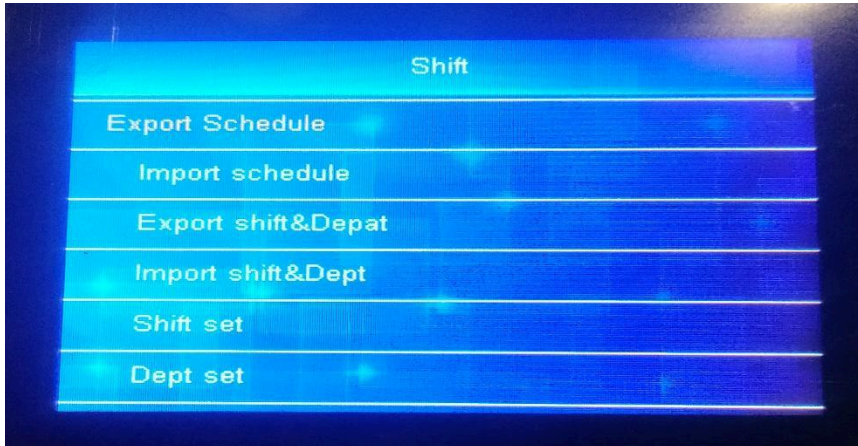 Shift
Export Schedule
Import schedule
Export shift&Depat
Import shift&Dept
Shift set
Dept set